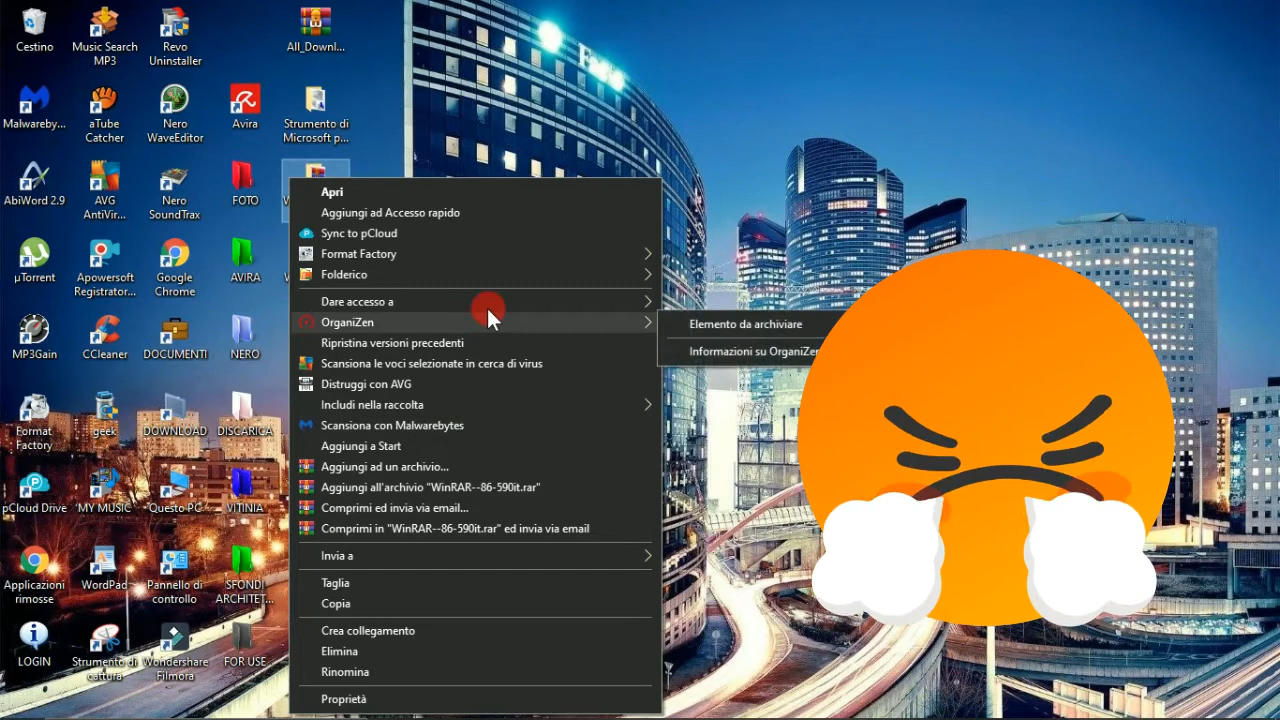 Cestino
Music Search
MP3
Revo
Uninstaller
All_Downl...
Malwareby...
aTube
Catcher
Nero
WaveEditor
Avira
Strumento di
Microsoft p...
AbiWord 2.9
AVG
AntiVir...
Nero
SoundTrax
FOTO
µTorrent
Apowersoft
Registrator...
Google
Chrome
AVIRA
MP3Gain
CCleaner
DOCUMENTI
NERO
Format
Factory
geek
DOWNLOAD
DISCARICA
pCloud Drive
'MY MUSIC'
Questo PC
VITINIA
Applicazioni
rimosse
WordPad
Pannello di
controllo
SFONDI
ARCHITET...
LOGIN
Strumento di
cattura
Wondershare
Filmora
FOR USE
Apri
Aggiungi ad Accesso rapido
Sync to pCloud
Format Factory
Folderico
Dare accesso a
OrganiZen
Ripristina versioni precedenti
Scansiona le voci selezionate in cerca di virus
Distruggi con AVG
Includi nella raccolta
Scansiona con Malwarebytes
Aggiungi a Start
Aggiungi ad un archivio...
Aggiungi all'archivio "WinRAR--86-590it.rar"
Comprimi ed invia via email...
Comprimi in "WinRAR--86-590it.rar" ed invia via email
Invia a
Taglia
Copia
Crea collegamento
Elimina
Rinomina
Proprietà
Elemento da archiviare
Informazioni su OrganiZen